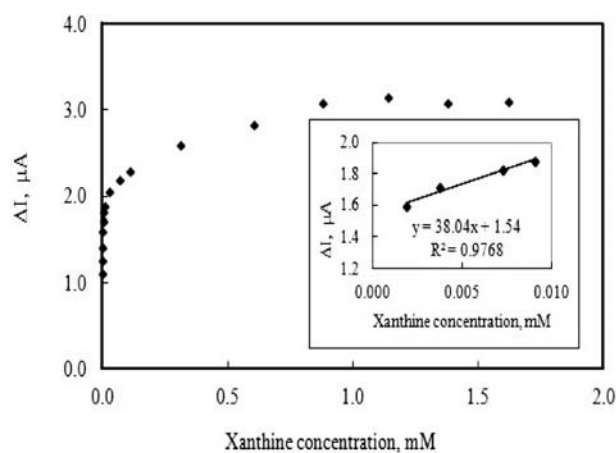 4.0
3.0
2.0
1.0
0.0
ΔI, μA
0.0 0.5 1.0 1.5 2.0
Xanthine concentration, mM
2.0
1.8
1.6
1.4
1.2
ΔI, μA
y = 38.04x + 1.54
R² = 0.9768
0.000 0.005 0.010
Xanthine concentration, mM